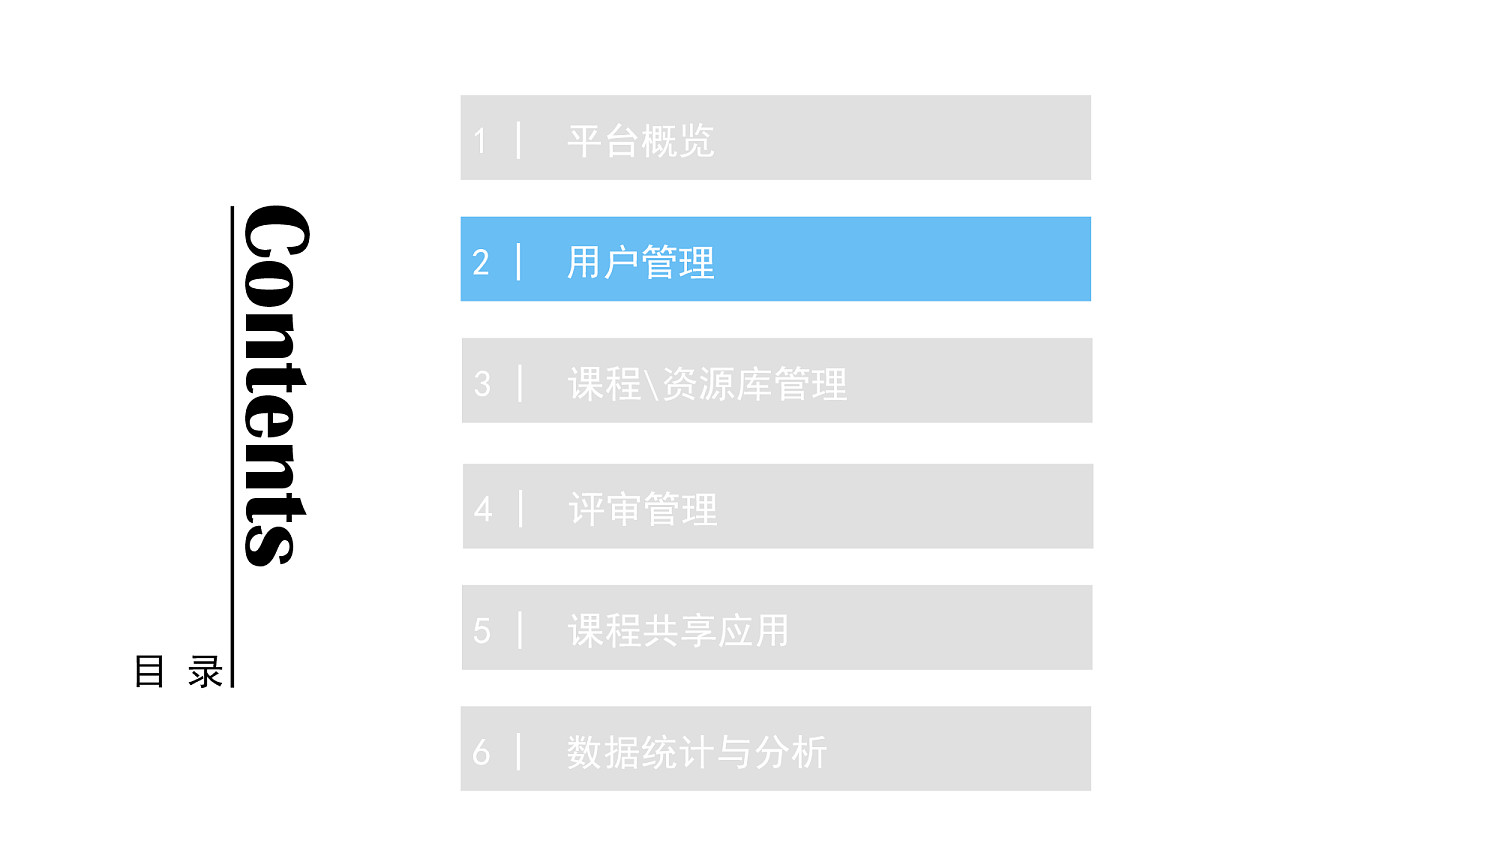 Contents
目 录
1 | 平台概览
2 | 用户管理
3 | 课程\资源库管理
4 | 评审管理
5 | 课程共享应用
6 | 数据统计与分析